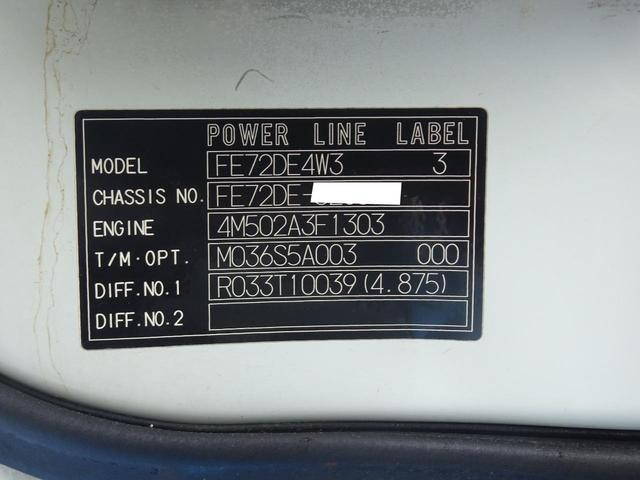 POWER LINE LABEL
MODEL FE72DE4W3 3
CHASSIS NO. FE72DE-
ENGINE 4M502A3F1303
T/M·OPT. M036S5A003 000
DIFF.NO.1 R033T10039(4.875)
DIFF.NO.2